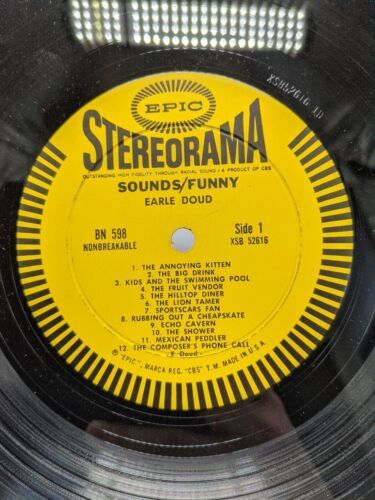 XSB52616 1D
EPIC
STEREORAMA
OUTSTANDING HIGH FIDELITY THROUGH RADIAL SOUND • A PRODUCT OF CBS
SOUNDS/FUNNY
EARLE DOUD
BN 598
NONBREAKABLE
Side 1
XSB 52616
1. THE ANNOYING KITTEN
2. THE BIG DRINK
3. KIDS AND THE SWIMMING POOL
4. THE FRUIT VENDOR
5. THE HILLTOP DINER
6. THE LION TAMER
7. SPORTSCARS FAN
8. RUBBING OUT A CHEAPSKATE
9. ECHO CAVERN
10. THE SHOWER
11. MEXICAN PEDDLER
12. THE COMPOSER'S PHONE CALL
- E. Doud -
® "EPIC", MARCA REG. "CBS" T.M. MADE IN U.S.A.